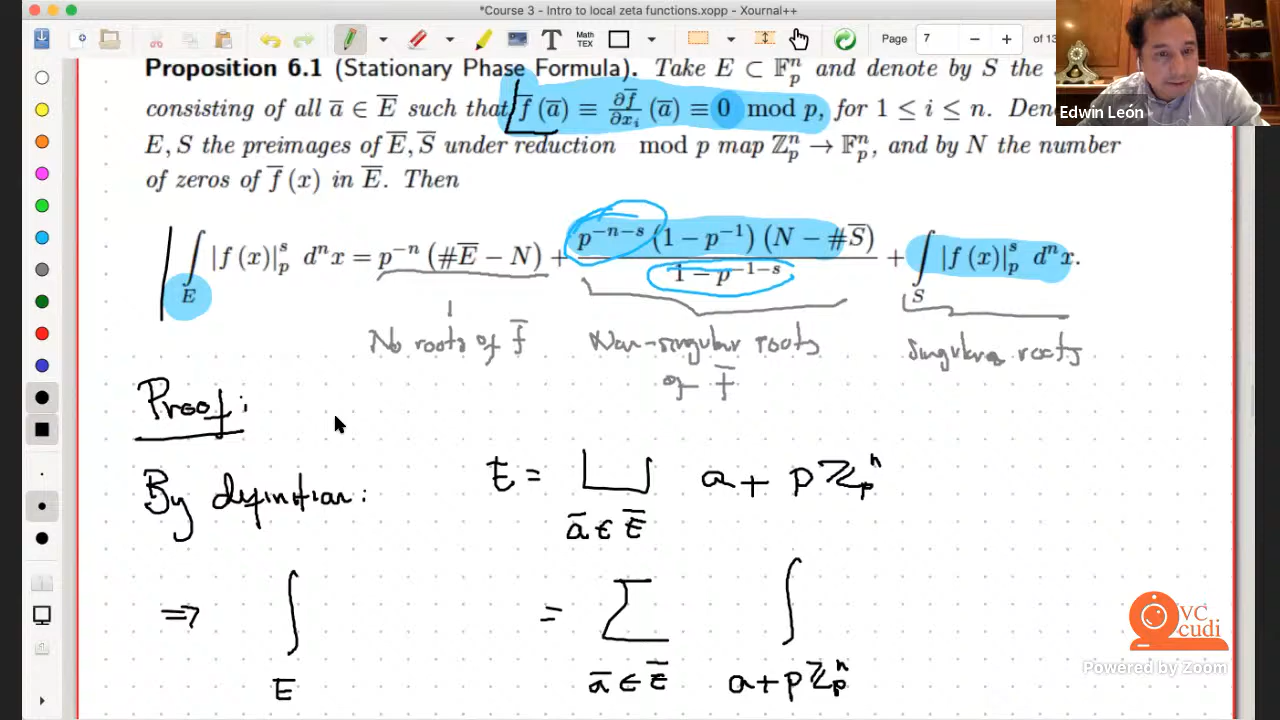 *Course 3 - Intro to local zeta functions.xopp - Xournal++
T Math TEX Page 7 of 13
Edwin León
Proposition 6.1 (Stationary Phase Formula). Take E ⊂ 𝔽ₚⁿ and denote by S the
consisting of all a̅ ∈ E̅ such that f̅ (a̅) ≡ ∂f̅/∂xᵢ (a̅) ≡ 0 mod p, for 1 ≤ i ≤ n.
E, S the preimages of E̅, S̅ under reduction mod p map ℤₚⁿ → 𝔽ₚⁿ, and by N the number
of zeros of f̅ (x) in E̅. Then
∫_E |f (x)|ₚˢ dⁿx = p⁻ⁿ (#E̅ − N) + p⁻ⁿ⁻ˢ (1 − p⁻¹) (N − #S̅) / 1 − p⁻¹⁻ˢ + ∫_S |f (x)|ₚˢ dⁿx.
No roots of f̅
Non-singular roots of f̅
Singular roots
Proof:
By definition: E = ⊔_{a̅ ∈ E̅} a + pℤₚⁿ
⇒ ∫_E = ∑_{a̅ ∈ E̅} ∫_{a + pℤₚⁿ}
VC
cudi
Powered by Zoom